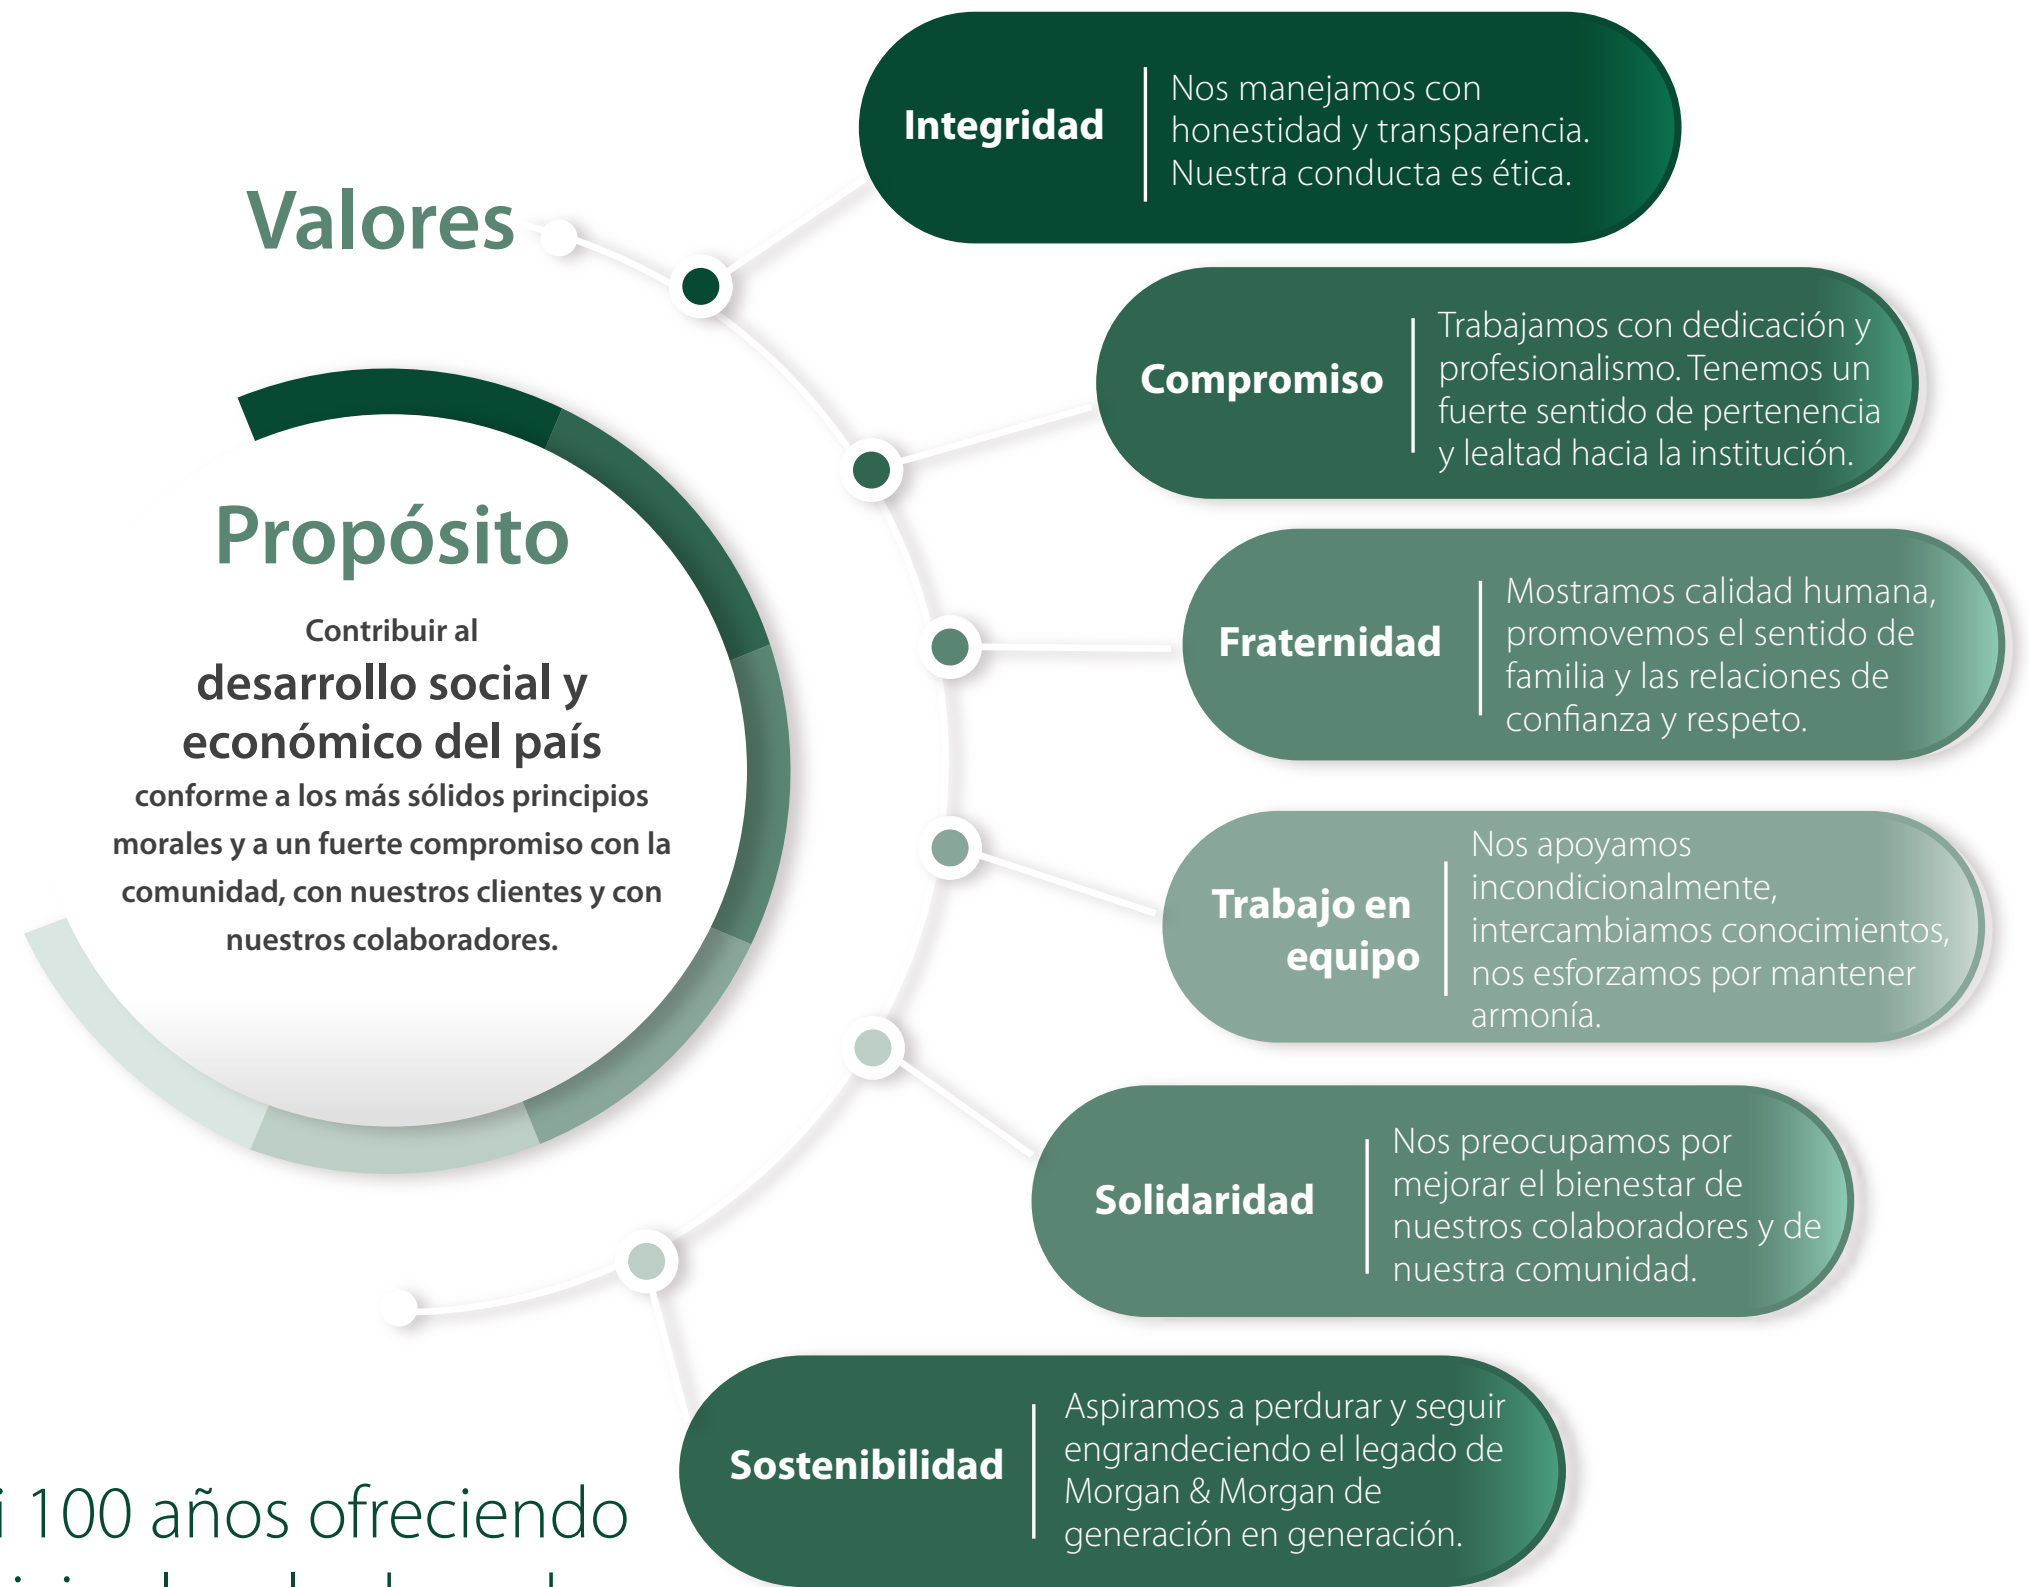 Valores
Integridad
Nos manejamos con
honestidad y transparencia.
Nuestra conducta es ética.
Compromiso
Trabajamos con dedicación y
profesionalismo. Tenemos un
fuerte sentido de pertenencia
y lealtad hacia la institución.
Propósito
Contribuir al
desarrollo social y
económico del país
conforme a los más sólidos principios
morales y a un fuerte compromiso con la
comunidad, con nuestros clientes y con
nuestros colaboradores.
Fraternidad
Mostramos calidad humana,
promovemos el sentido de
familia y las relaciones de
confianza y respeto.
Trabajo en
equipo
Nos apoyamos
incondicionalmente,
intercambiamos conocimientos,
nos esforzamos por mantener
armonía.
Solidaridad
Nos preocupamos por
mejorar el bienestar de
nuestros colaboradores y de
nuestra comunidad.
Sostenibilidad
Aspiramos a perdurar y seguir
engrandeciendo el legado de
Morgan & Morgan de
generación en generación.
i 100 años ofreciendo